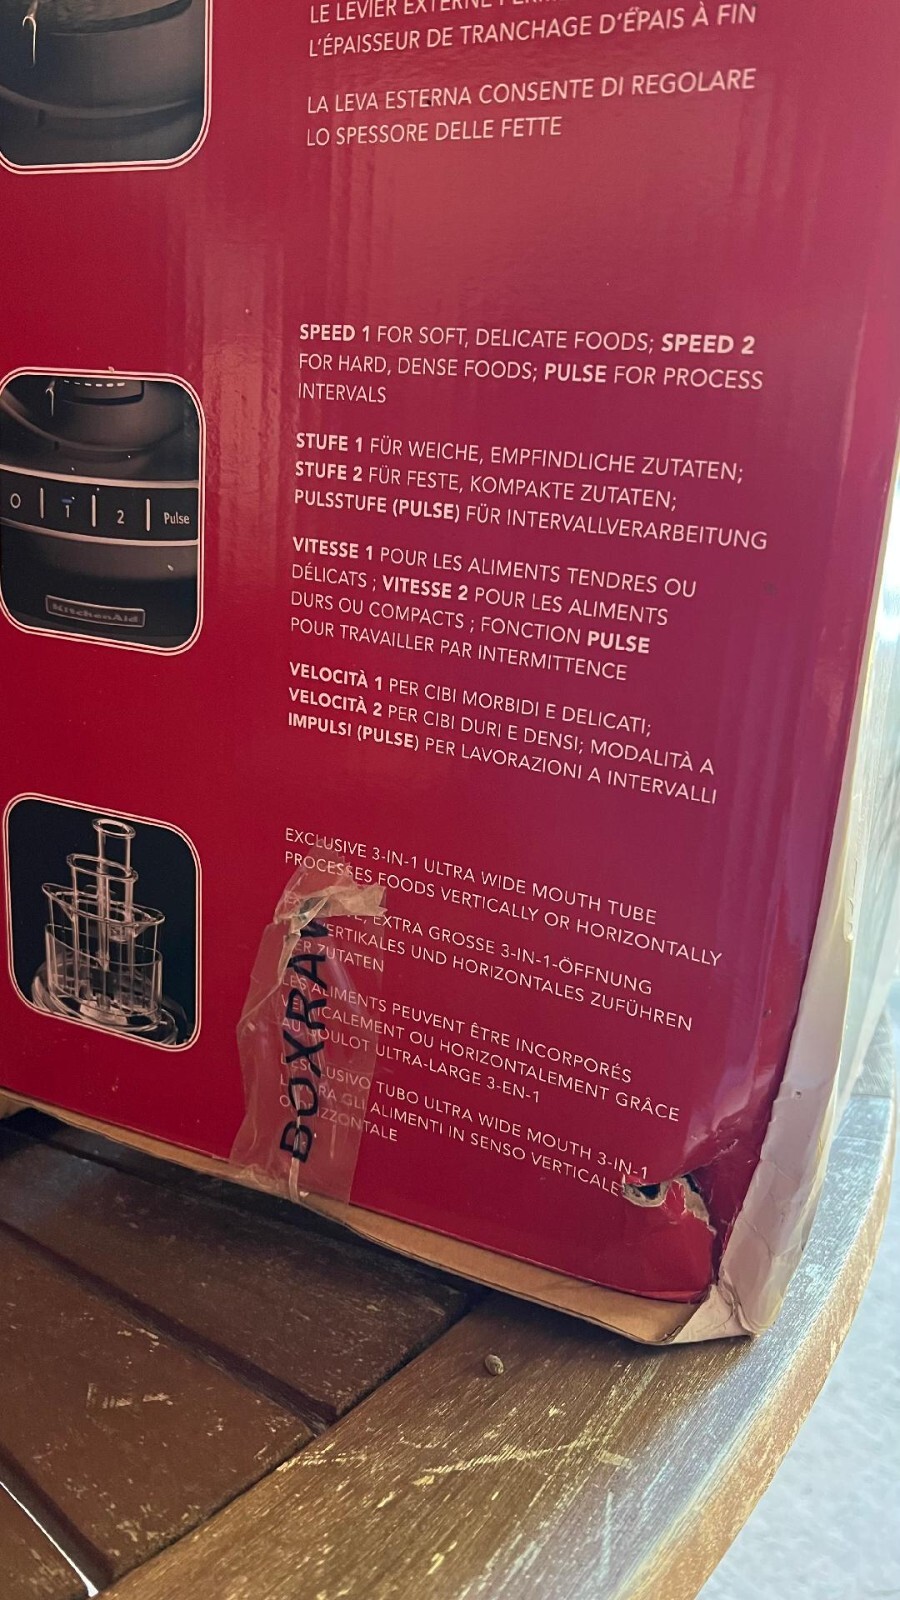 LE LEVIER EXTERNE
L'ÉPAISSEUR DE TRANCHAGE D'ÉPAIS À FIN
LA LEVA ESTERNA CONSENTE DI REGOLARE
LO SPESSORE DELLE FETTE
SPEED 1 FOR SOFT, DELICATE FOODS; SPEED 2
FOR HARD, DENSE FOODS; PULSE FOR PROCESS
INTERVALS
STUFE 1 FÜR WEICHE, EMPFINDLICHE ZUTATEN;
STUFE 2 FÜR FESTE, KOMPAKTE ZUTATEN;
PULSSTUFE (PULSE) FÜR INTERVALLVERARBEITUNG
O 1 2 Pulse
KitchenAid
VITESSE 1 POUR LES ALIMENTS TENDRES OU
DÉLICATS ; VITESSE 2 POUR LES ALIMENTS
DURS OU COMPACTS ; FONCTION PULSE
POUR TRAVAILLER PAR INTERMITTENCE
VELOCITÀ 1 PER CIBI MORBIDI E DELICATI;
VELOCITÀ 2 PER CIBI DURI E DENSI; MODALITÀ A
IMPULSI (PULSE) PER LAVORAZIONI A INTERVALLI
EXCLUSIVE 3-IN-1 ULTRA WIDE MOUTH TUBE
PROCESSES FOODS VERTICALLY OR HORIZONTALLY
EXTRA GROSSE 3-IN-1-ÖFFNUNG
VERTIKALES UND HORIZONTALES ZUFÜHREN
DER ZUTATEN
LES ALIMENTS PEUVENT ÊTRE INCORPORÉS
VERTICALEMENT OU HORIZONTALEMENT GRÂCE
AU GOULOT ULTRA-LARGE 3-EN-1
L'ESCLUSIVO TUBO ULTRA WIDE MOUTH 3-IN-1
GLI ALIMENTI IN SENSO VERTICALE
ORIZZONTALE
BOXRAW